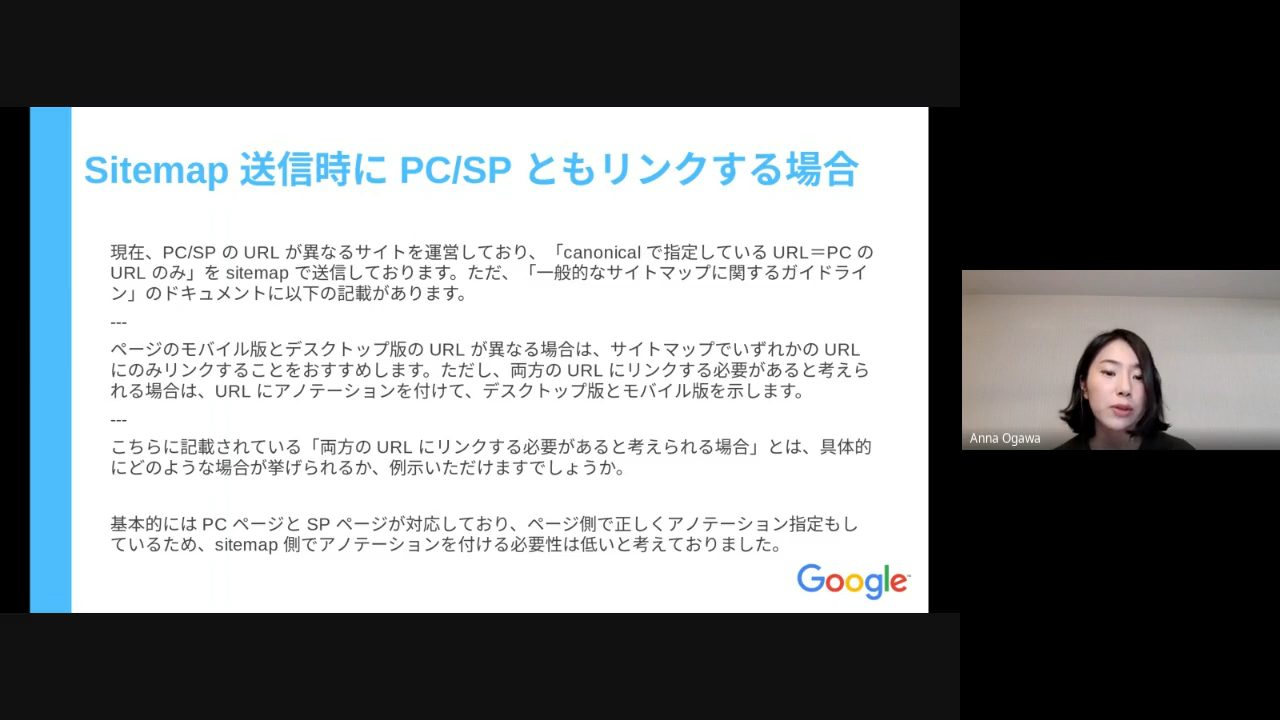 Sitemap 送信時に PC/SP ともリンクする場合
現在、PC/SP の URL が異なるサイトを運営しており、「canonical で指定している URL＝PC の
URL のみ」を sitemap で送信しております。ただ、「一般的なサイトマップに関するガイドライ
ン」のドキュメントに以下の記載があります。
---
ページのモバイル版とデスクトップ版の URL が異なる場合は、サイトマップでいずれかの URL
にのみリンクすることをおすすめします。ただし、両方の URL にリンクする必要があると考えら
れる場合は、URL にアノテーションを付けて、デスクトップ版とモバイル版を示します。
---
こちらに記載されている「両方の URL にリンクする必要があると考えられる場合」とは、具体的
にどのような場合が挙げられるか、例示いただけますでしょうか。
基本的には PC ページと SP ページが対応しており、ページ側で正しくアノテーション指定もし
ているため、sitemap 側でアノテーションを付ける必要性は低いと考えておりました。
Google
Anna Ogawa